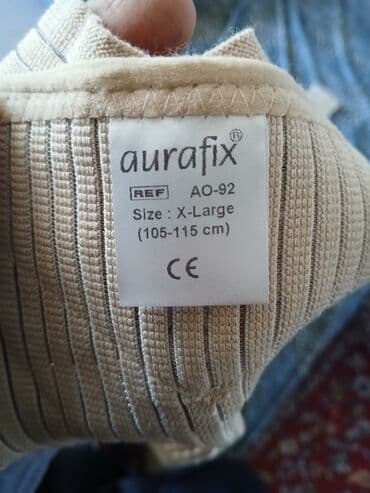 aurafix®
REF AO-92
Size : X-Large
(105-115 cm)
CE